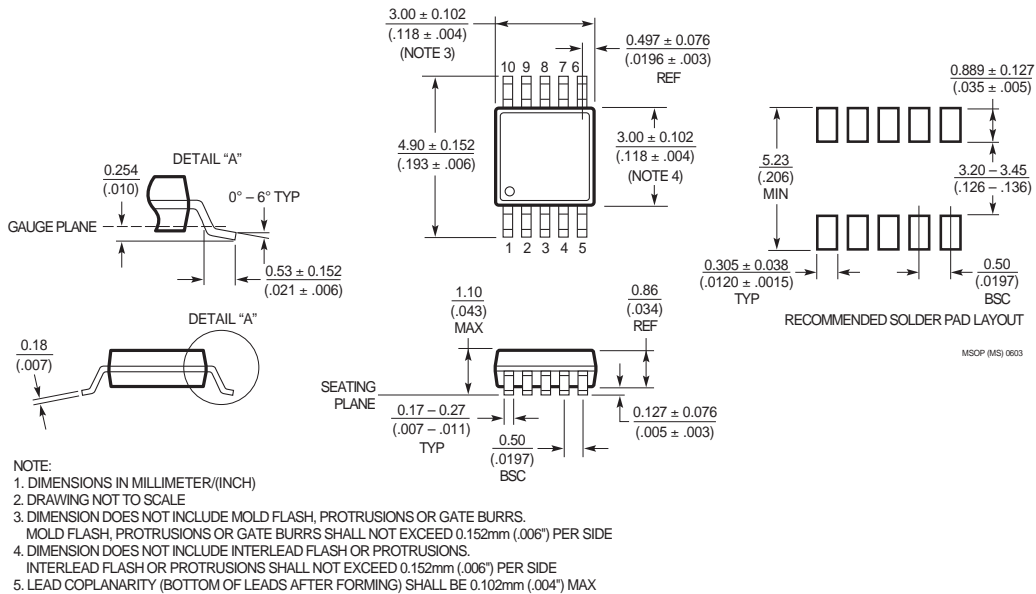 3.00 ± 0.102
(.118 ± .004)
(NOTE 3)
0.497 ± 0.076
(.0196 ± .003)
REF
10 9 8 7 6
4.90 ± 0.152
(.193 ± .006)
3.00 ± 0.102
(.118 ± .004)
(NOTE 4)
1 2 3 4 5
0.889 ± 0.127
(.035 ± .005)
5.23
(.206)
MIN
3.20 – 3.45
(.126 – .136)
0.305 ± 0.038
(.0120 ± .0015)
TYP
0.50
(.0197)
BSC
RECOMMENDED SOLDER PAD LAYOUT
MSOP (MS) 0603
DETAIL “A”
0.254
(.010)
0° – 6° TYP
GAUGE PLANE
0.53 ± 0.152
(.021 ± .006)
DETAIL “A”
0.18
(.007)
1.10
(.043)
MAX
0.86
(.034)
REF
SEATING
PLANE
0.17 – 0.27
(.007 – .011)
TYP
0.50
(.0197)
BSC
0.127 ± 0.076
(.005 ± .003)
NOTE:
1. DIMENSIONS IN MILLIMETER/(INCH)
2. DRAWING NOT TO SCALE
3. DIMENSION DOES NOT INCLUDE MOLD FLASH, PROTRUSIONS OR GATE BURRS.
MOLD FLASH, PROTRUSIONS OR GATE BURRS SHALL NOT EXCEED 0.152mm (.006") PER SIDE
4. DIMENSION DOES NOT INCLUDE INTERLEAD FLASH OR PROTRUSIONS.
INTERLEAD FLASH OR PROTRUSIONS SHALL NOT EXCEED 0.152mm (.006") PER SIDE
5. LEAD COPLANARITY (BOTTOM OF LEADS AFTER FORMING) SHALL BE 0.102mm (.004") MAX